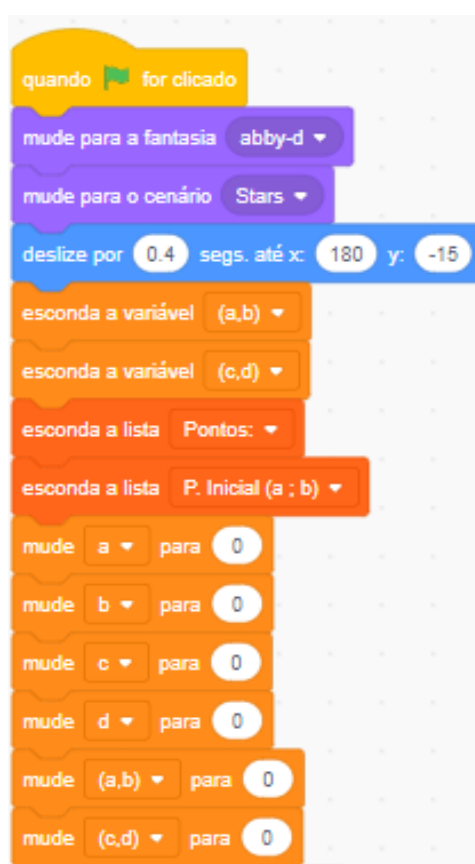 quando for clicado
mude para a fantasia abby-d
mude para o cenário Stars
deslize por 0.4 segs. até x: 180 y: -15
esconda a variável (a,b)
esconda a variável (c,d)
esconda a lista Pontos:
esconda a lista P. Inicial (a ; b)
mude a para 0
mude b para 0
mude c para 0
mude d para 0
mude (a,b) para 0
mude (c,d) para 0